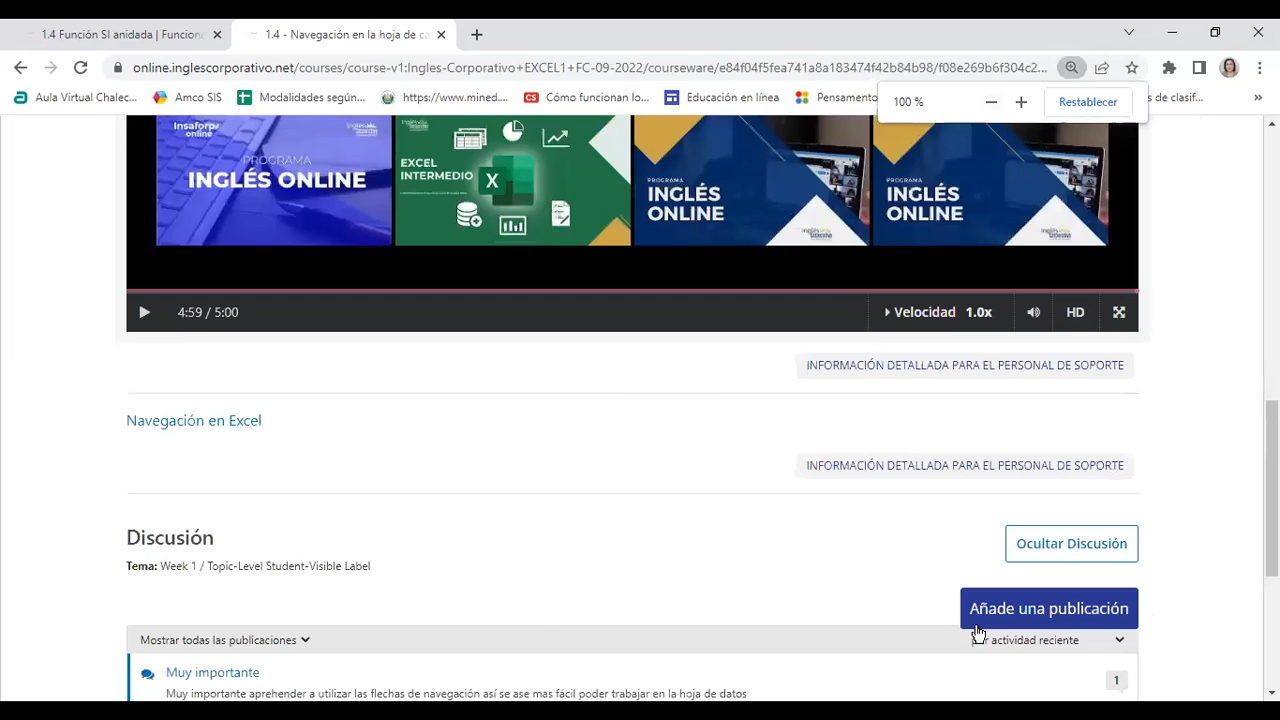 1.4 Función SI anidada | Funcione
1.4 - Navegación en la hoja de ca
online.inglescorporativo.net/courses/course-v1:Ingles-Corporativo+EXCEL1+FC-09-2022/courseware/e84f04f5fea741a8a183474f42b84b98/f08e269b6f304c2...
Aula Virtual Chalec...
Amco SIS
Modalidades según...
https://www.mined....
Cómo funcionan lo...
Educación en línea
Pensamento
s de clasif...
»
100 %
Restablecer
Insaforp online
PROGRAMA
INGLÉS ONLINE
EXCEL
INTERMEDIO
X
PROGRAMA
INGLÉS
ONLINE
PROGRAMA
INGLÉS
ONLINE
4:59 / 5:00
Velocidad 1.0x
HD
INFORMACIÓN DETALLADA PARA EL PERSONAL DE SOPORTE
Navegación en Excel
INFORMACIÓN DETALLADA PARA EL PERSONAL DE SOPORTE
Discusión
Ocultar Discusión
Tema: Week 1 / Topic-Level Student-Visible Label
Añade una publicación
Mostrar todas las publicaciones
por actividad reciente
Muy importante
1
Muy importante aprehender a utilizar las flechas de navegación así se ase mas fácil poder trabajar en la hoja de datos